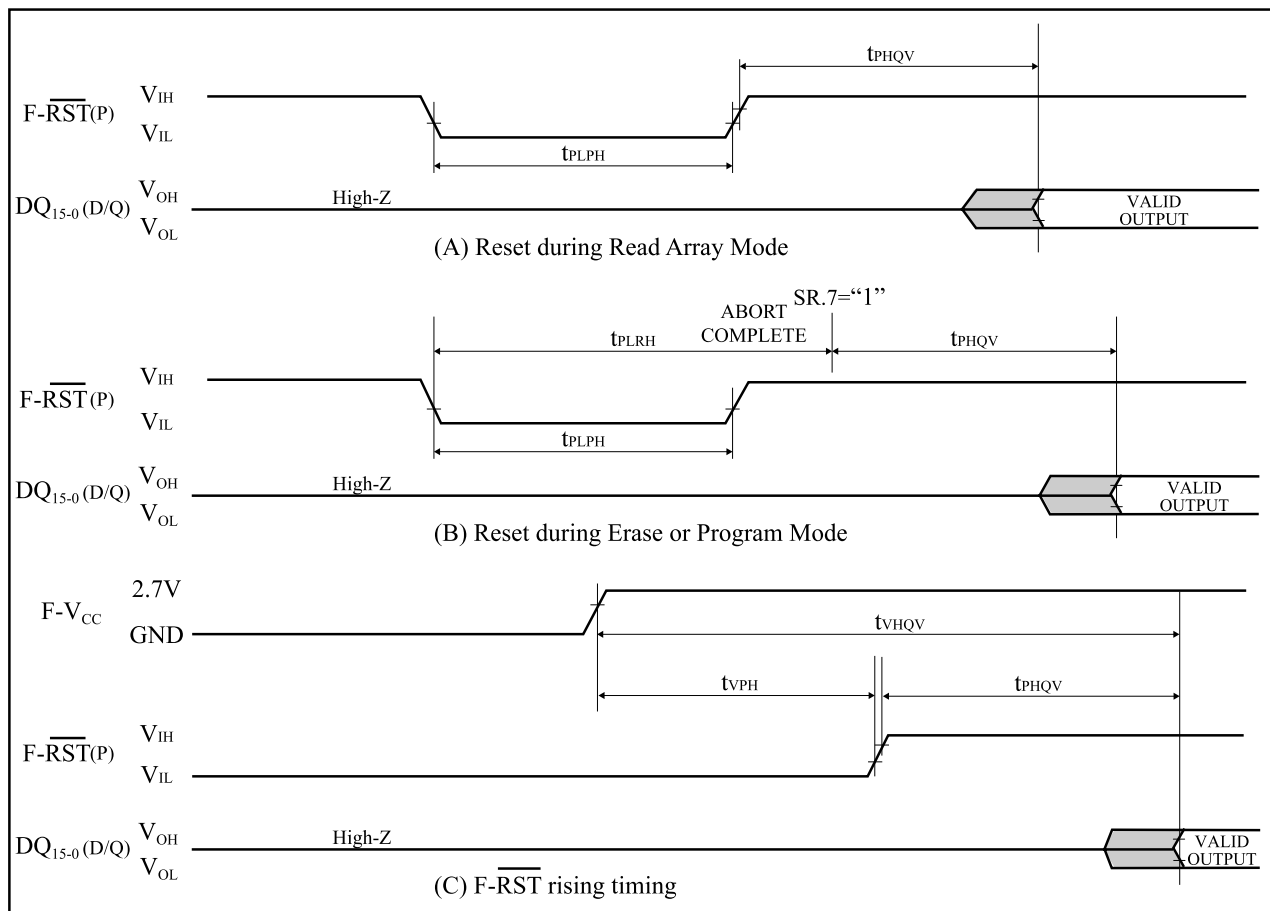 tPHQV
VIH
F-RST(P)
VIL
tPLPH
VOH
High-Z
DQ15-0 (D/Q)
VALID
OUTPUT
VOL
(A) Reset during Read Array Mode
SR.7=“1”
ABORT
COMPLETE
tPLRH
tPHQV
VIH
F-RST(P)
VIL
tPLPH
VOH
High-Z
DQ15-0 (D/Q)
VALID
OUTPUT
VOL
(B) Reset during Erase or Program Mode
2.7V
F-VCC
GND
tVHQV
tVPH
tPHQV
VIH
F-RST(P)
VIL
VOH
High-Z
DQ15-0 (D/Q)
VALID
OUTPUT
VOL
(C) F-RST rising timing